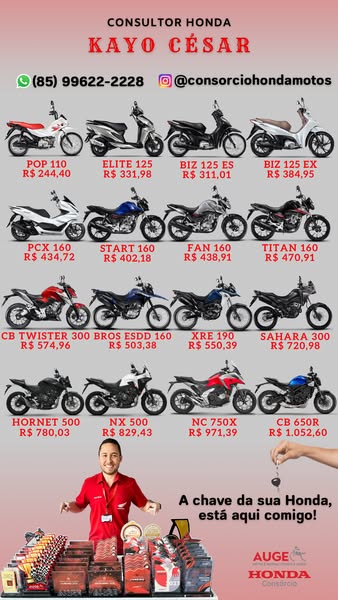 CONSULTOR HONDA
KAYO CÉSAR
(85) 99622-2228 @consorciohondamotos
POP 110 ELITE 125 BIZ 125 ES BIZ 125 EX
R$ 244,40 R$ 331,98 R$ 311,01 R$ 384,95
PCX 160 START 160 FAN 160 TITAN 160
R$ 434,72 R$ 402,18 R$ 438,91 R$ 470,91
CB TWISTER 300 BROS ESDD 160 XRE 190 SAHARA 300
R$ 574,96 R$ 503,38 R$ 550,39 R$ 720,98
HORNET 500 NX 500 NC 750X CB 650R
R$ 780,03 R$ 829,43 R$ 971,39 R$ 1.052,60
A chave da sua Honda,
está aqui comigo!
AUGE
HONDA
Consórcio